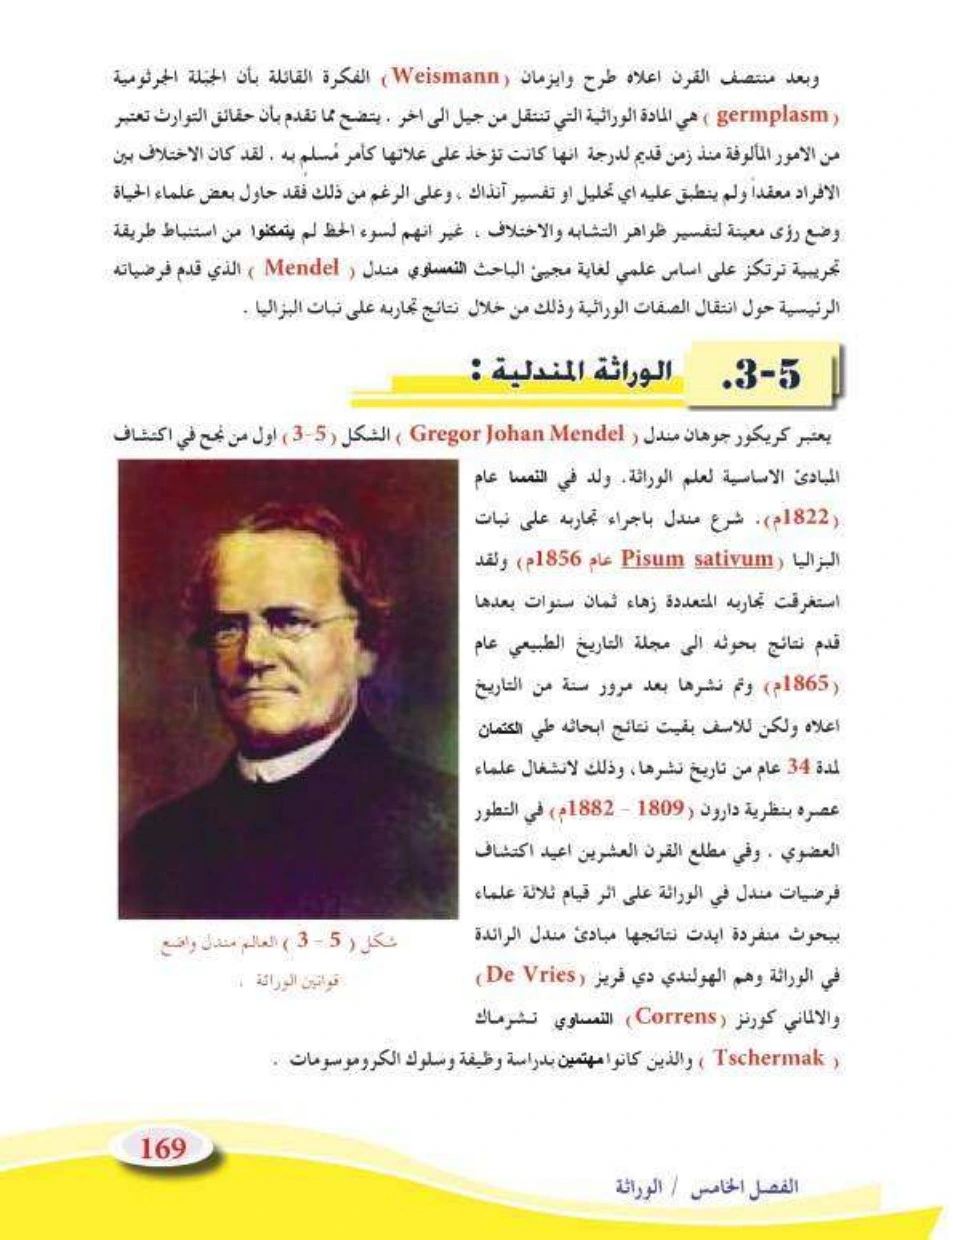 وبعد منتصف القرن اعلاه طرح وايزمان (Weismann) الفكرة القائلة بأن الجَبلة الجرثومية
(germplasm) هي المادة الوراثية التي تنتقل من جيل الى اخر . يتضح مما تقدم بأن حقائق التوارث تعتبر
من الامور المألوفة منذ زمن قديم لدرجة انها كانت تؤخذ على علاتها كأمر مُسلم به . لقد كان الاختلاف بين
الافراد معقداً ولم ينطبق عليه اي تحليل او تفسير آنذاك ، وعلى الرغم من ذلك فقد حاول بعض علماء الحياة
وضع رؤى معينة لتفسير ظواهر التشابه والاختلاف ، غير انهم لسوء الحظ لم يتمكنوا من استنباط طريقة
تجريبية ترتكز على اساس علمي لغاية مجيئ الباحث النمساوي مندل ( Mendel ) الذي قدم فرضياته
الرئيسية حول انتقال الصفات الوراثية وذلك من خلال نتائج تجاربه على نبات البزاليا .
3-5. الوراثة المندلية :
يعتبر كريكور جوهان مندل ( Gregor Johan Mendel ) الشكل (5-3) اول من نجح في اكتشاف
المبادئ الاساسية لعلم الوراثة. ولد في النمسا عام
(1822م). شرع مندل باجراء تجاربه على نبات
البزاليا (Pisum sativum عام 1856م) ولقد
استغرقت تجاربه المتعددة زهاء ثمان سنوات بعدها
قدم نتائج بحوثه الى مجلة التاريخ الطبيعي عام
(1865م) وتم نشرها بعد مرور سنة من التاريخ
اعلاه ولكن للاسف بقيت نتائج ابحاثه طي الكتمان
لمدة 34 عام من تاريخ نشرها، وذلك لانشغال علماء
عصره بنظرية دارون (1809 - 1882م) في التطور
العضوي . وفي مطلع القرن العشرين اعيد اكتشاف
فرضيات مندل في الوراثة على اثر قيام ثلاثة علماء
ببحوث منفردة ايدت نتائجها مبادئ مندل الرائدة
في الوراثة وهم الهولندي دي فريز (De Vries)
والالماني كورنز (Correns) النمساوي تشرماك
( Tschermak ) والذين كانوا مهتمين بدراسة وظيفة وسلوك الكروموسومات .
شكل ( 5 - 3 ) العالم مندل واضع
قوانين الوراثة .
169
الفصل الخامس / الوراثة